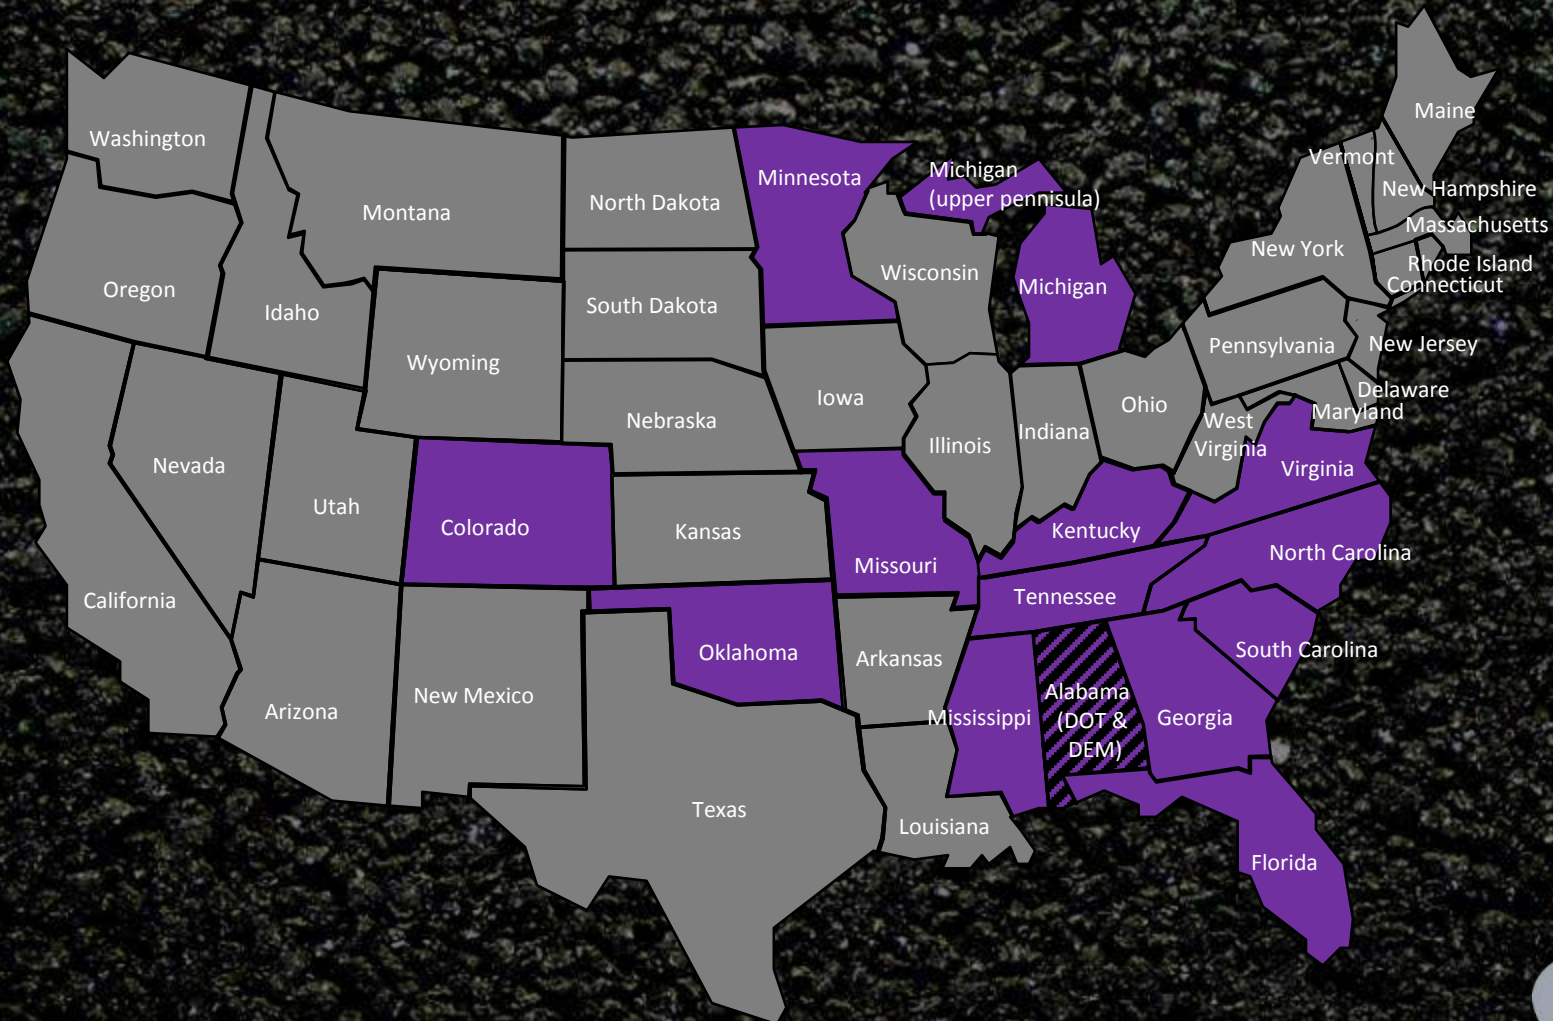 Maine
Washington
Vermont
Michigan
(upper pennisula)
Minnesota
New Hampshire
North Dakota
Montana
Massachusetts
New York
Rhode Island
Wisconsin
Connecticut
Michigan
Oregon
South Dakota
Idaho
New Jersey
Pennsylvania
Wyoming
Delaware
Iowa
Ohio
Maryland
Nebraska
West
Virginia
Indiana
Illinois
Nevada
Virginia
Utah
Colorado
Kansas
Kentucky
North Carolina
Missouri
California
Tennessee
South Carolina
Oklahoma
Arkansas
Alabama
(DOT &
DEM)
New Mexico
Arizona
Mississippi
Georgia
Texas
Louisiana
Florida